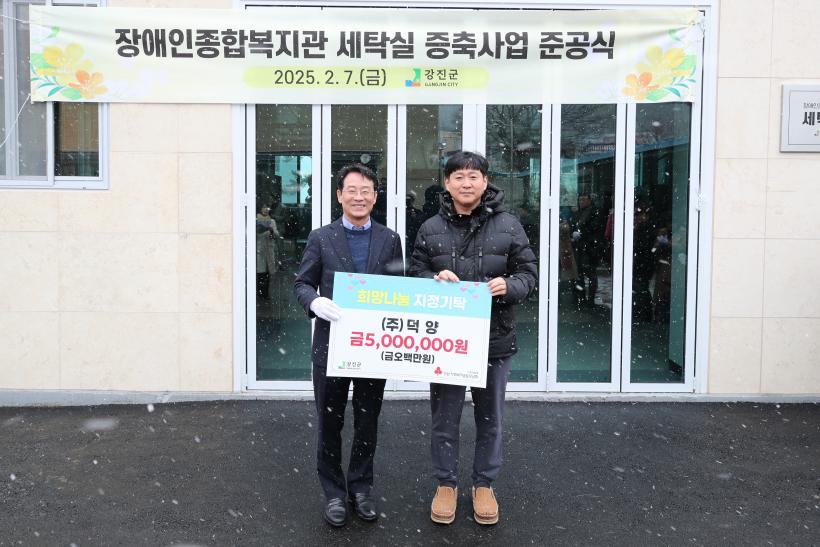 장애인종합복지관 세탁실 증축사업 준공식
2025. 2. 7.(금)
강진군
GANGJIN CITY
희망나눔 지정기탁
(주)덕 양
금5,000,000원
(금오백만원)
강진군